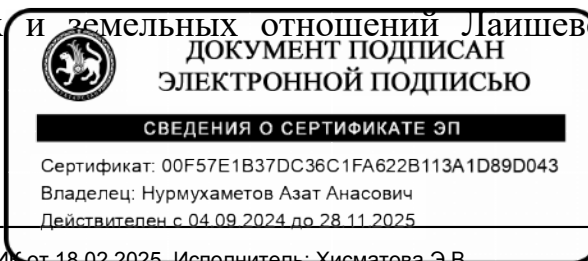 и земельных отношений Лаишев
ДОКУМЕНТ ПОДПИСАН
ЭЛЕКТРОННОЙ ПОДПИСЬЮ
СВЕДЕНИЯ О СЕРТИФИКАТЕ ЭП
Сертификат: 00F57E1B37DC36C1FA622B113A1D89D043
Владелец: Нурмухаметов Азат Анасович
Действителен с 04.09.2024 до 28.11.2025
от 18.02.2025. Исполнитель: Хисматова Э.В.